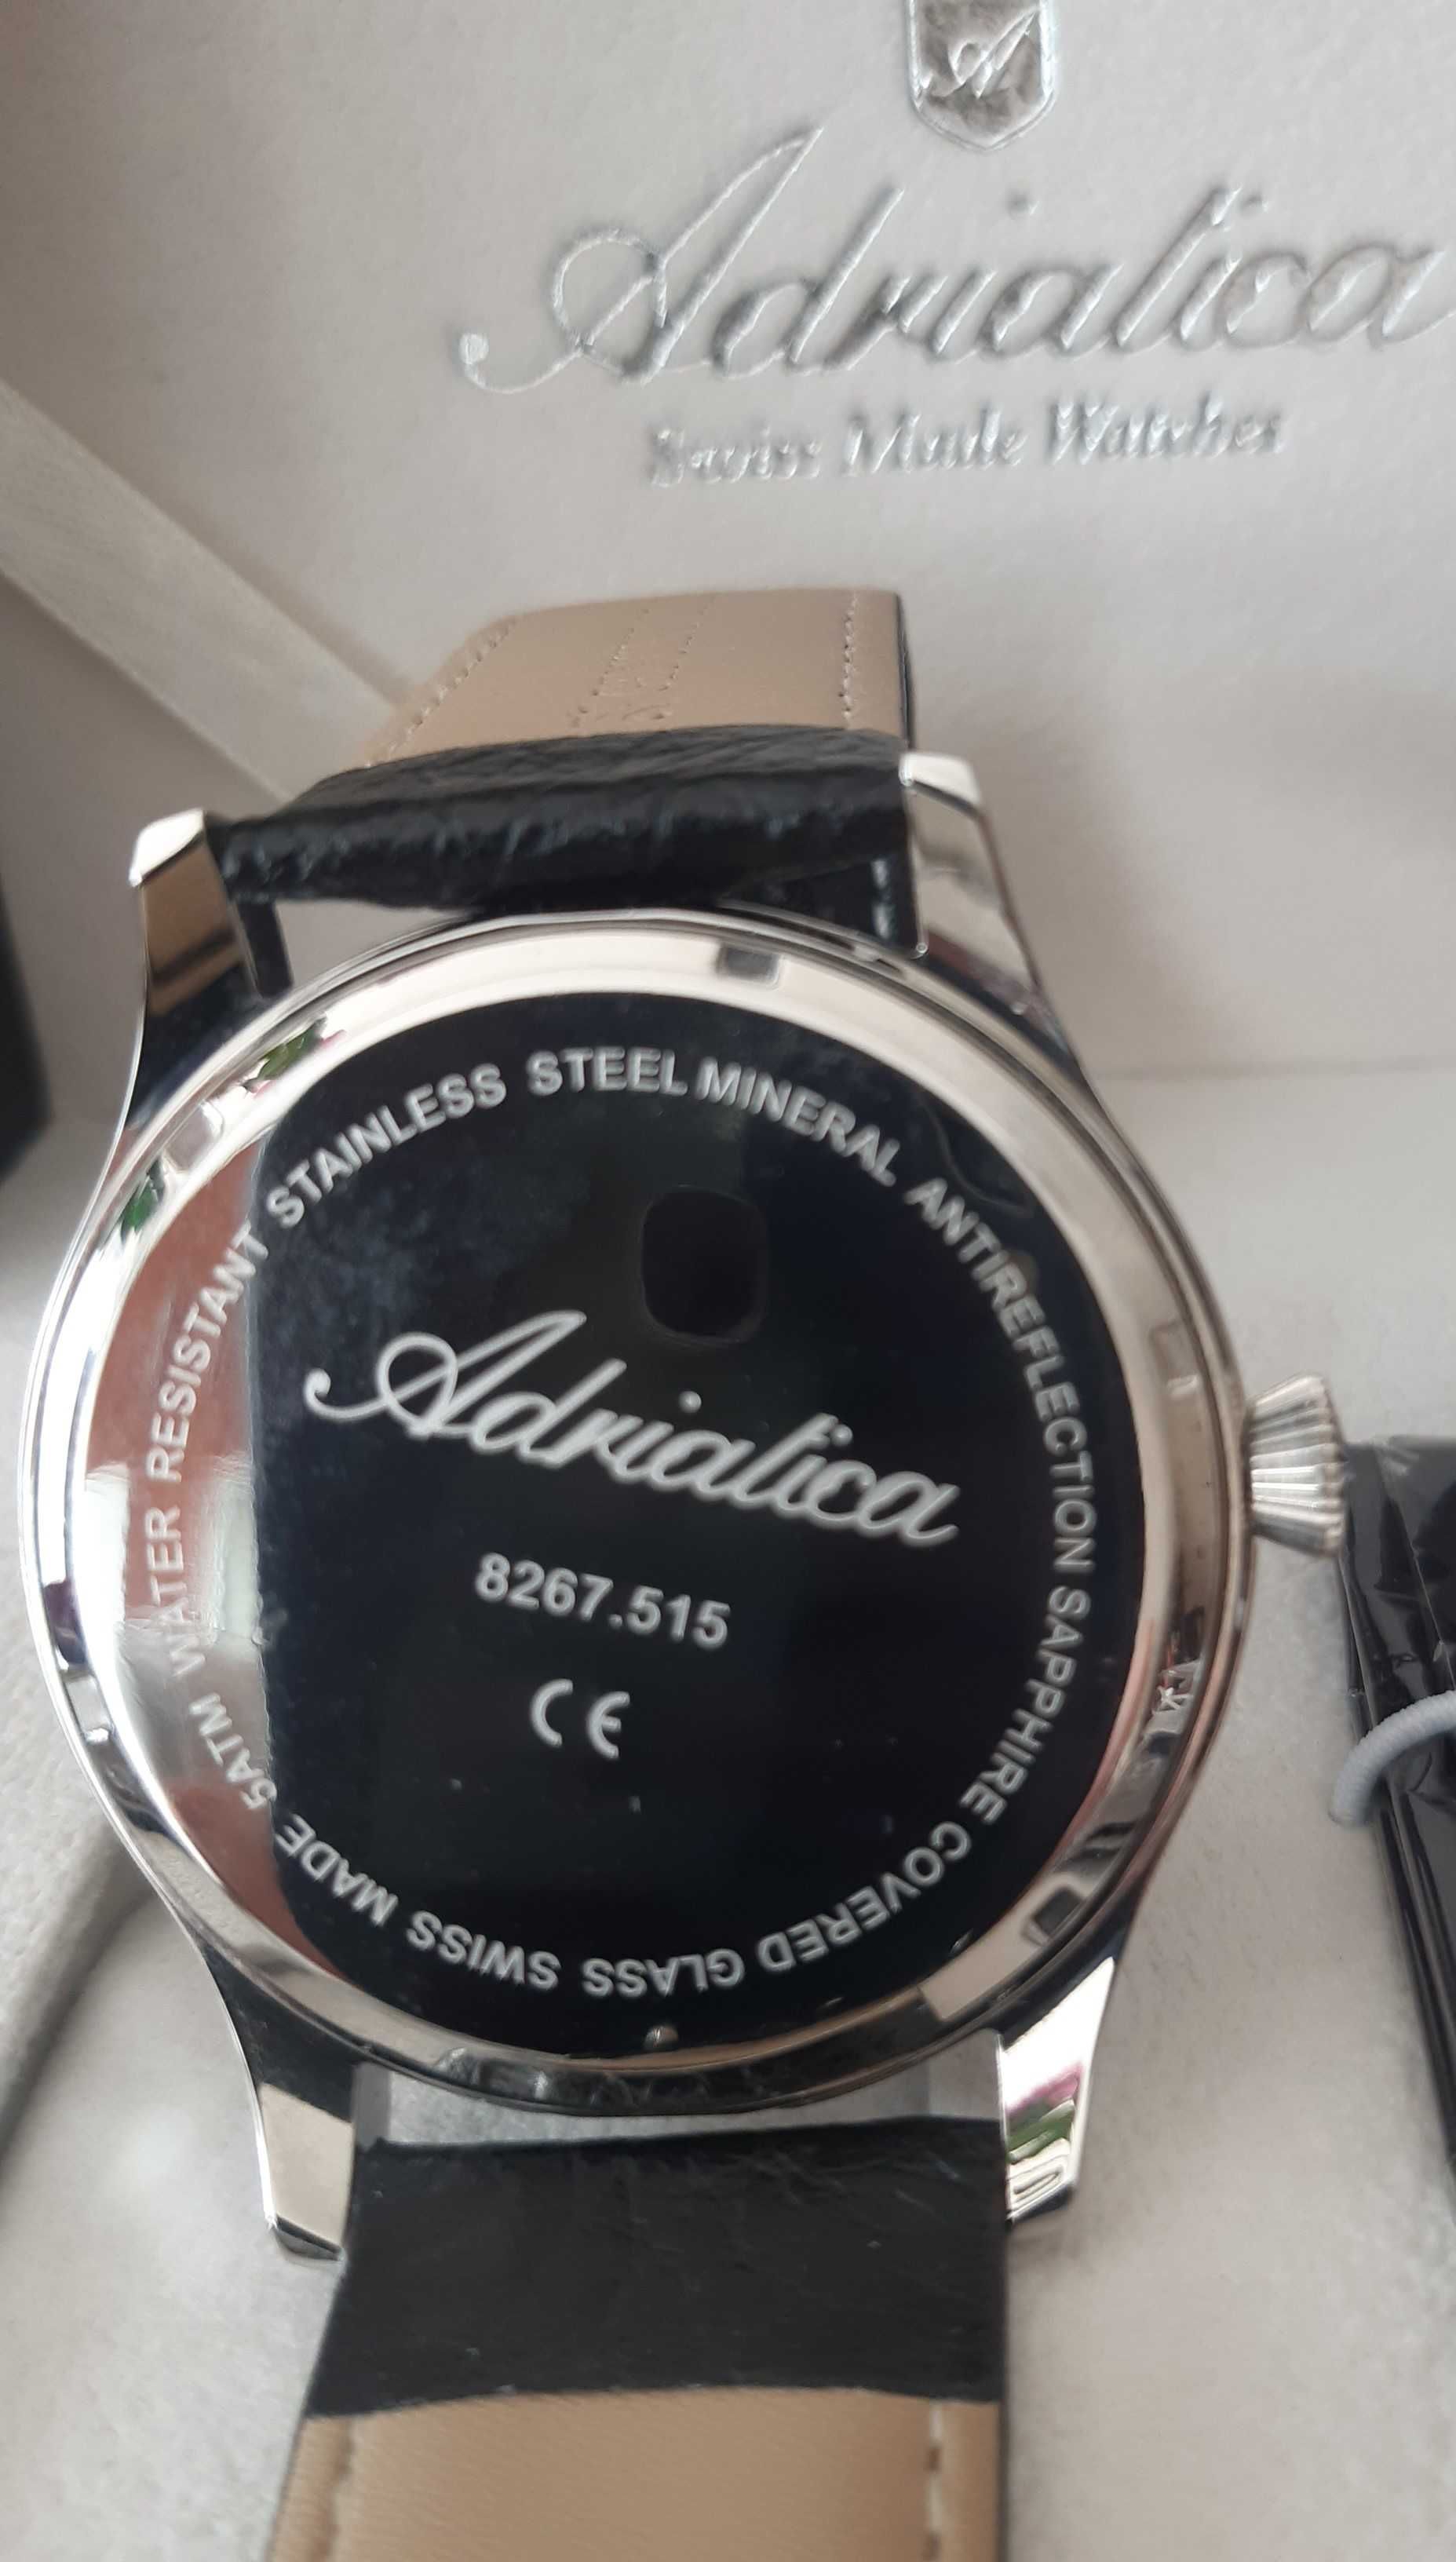 Adriatica
Swiss Made Watches
STAINLESS STEEL MINERAL ANTIREFLECTION SAPPHIRE COVERED GLASS SWISS MADE 5ATM WATER RESISTANT
Adriatica
8267.515
CE